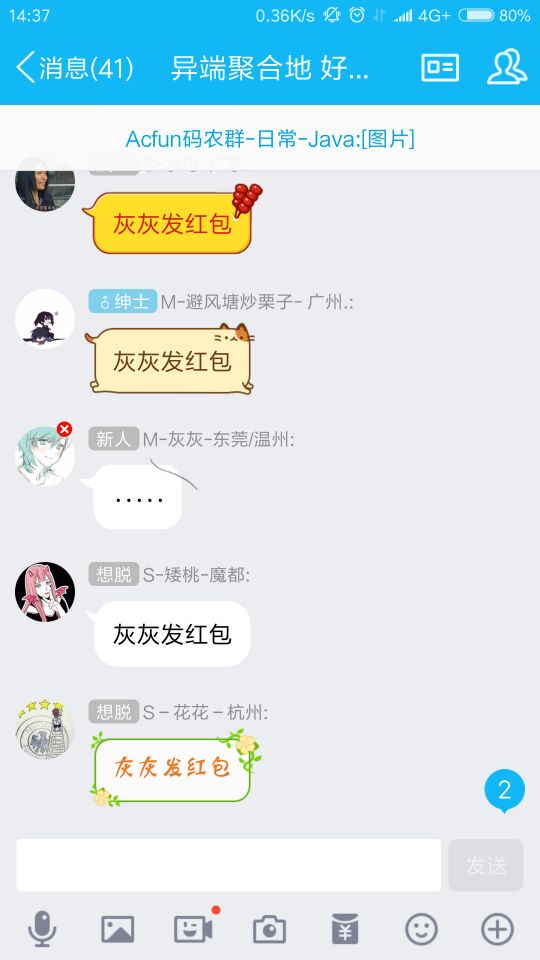 14:37 0.36K/s 4G+ 80%
消息(41) 异端聚合地 好...
Acfun码农群-日常-Java:[图片]
灰灰发红包
♂绅士 M-避风塘炒栗子- 广州.:
灰灰发红包
新人 M-灰灰-东莞/温州:
·····
想脱 S-矮桃-魔都:
灰灰发红包
想脱 S-花花-杭州:
灰灰发红包
2
发送